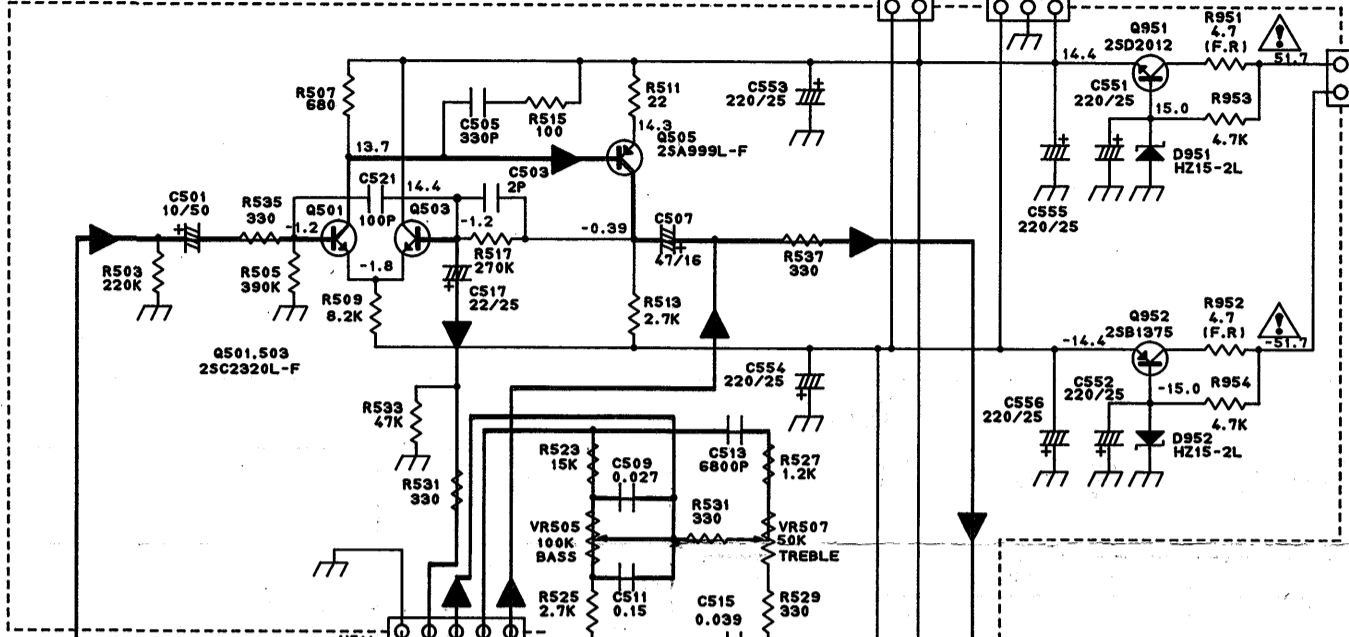 R951
4.7
(F.R)
Q951
2SD2012
51.7
14.4
C551
220/25
15.0
R953
4.7K
D951
HZ15-2L
C555
220/25
C553
220/25
R507
680
C505
330P
R515
100
R511
22
14.3
Q505
2SA999L-F
13.7
C503
2P
C521
100P
14.4
C501
10/50
R535
330
-1.2
Q501
Q503
-1.2
-1.8
R503
220K
R505
390K
R509
8.2K
R517
270K
C517
22/25
-0.39
C507
47/16
R537
330
R513
2.7K
Q501,503
2SC2320L-F
C554
220/25
R952
4.7
(F.R)
Q952
2SB1375
-51.7
-14.4
C552
220/25
-15.0
R954
4.7K
D952
HZ15-2L
C556
220/25
R533
47K
R531
330
R523
15K
C509
0.027
C513
6800P
R527
1.2K
R531
330
VR505
100K
BASS
VR507
50K
TREBLE
R525
2.7K
C511
0.15
C515
0.039
R529
330